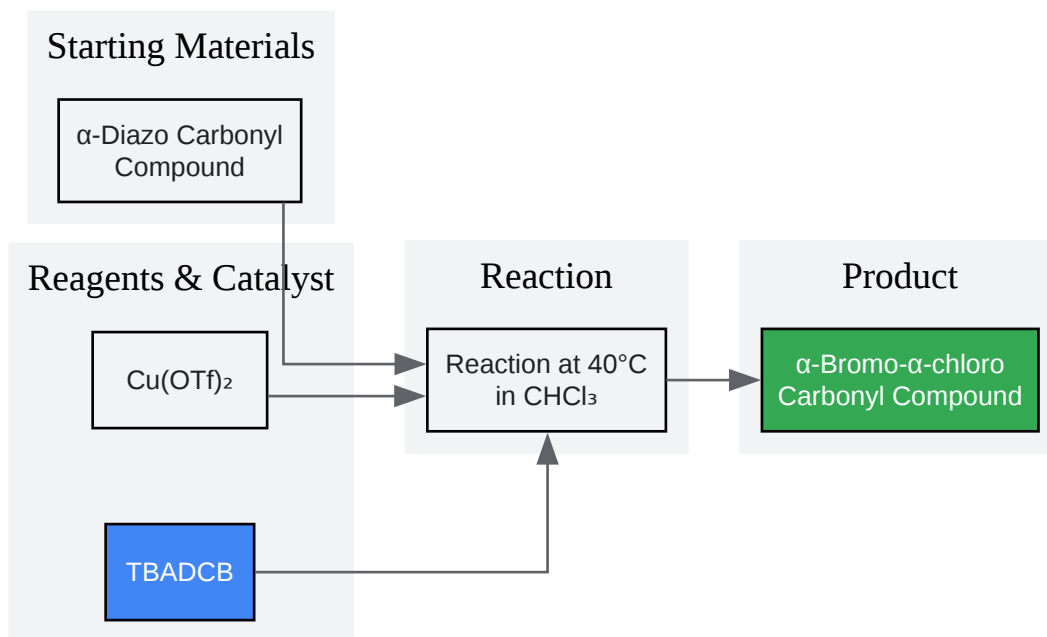 Starting Materials
α-Diazo Carbonyl
Compound
Reagents & Catalyst
Cu(OTf)₂
TBADCB
Reaction
Reaction at 40°C
in CHCl₃
Product
α-Bromo-α-chloro
Carbonyl Compound